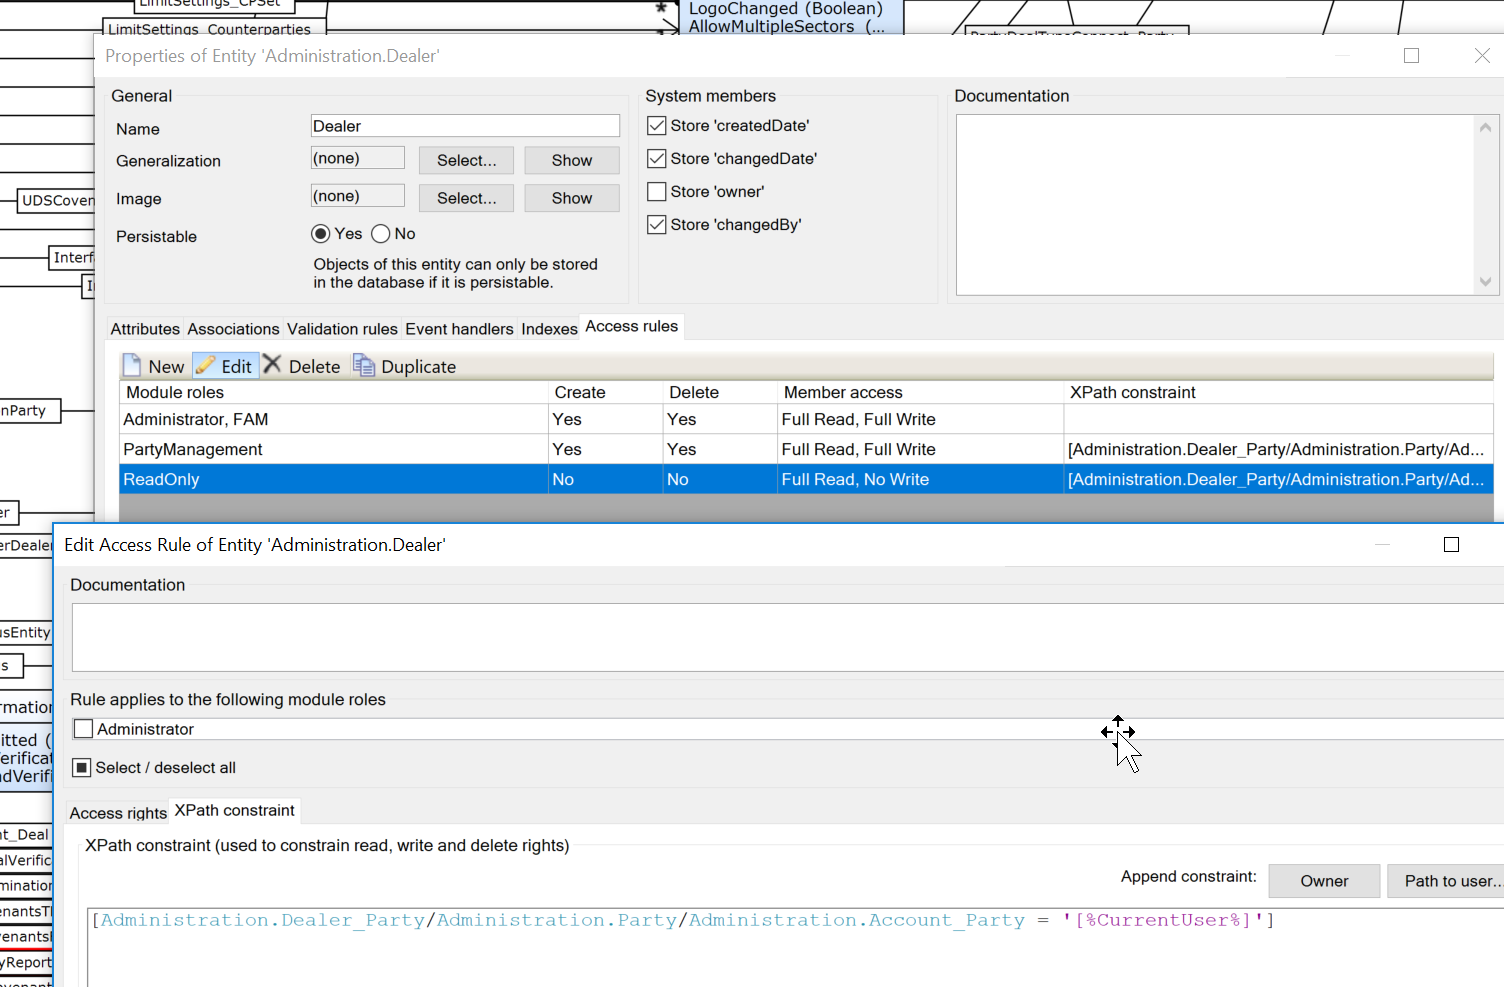 LimitSettings_CPSet
LimitSettings_Counterparties
LogoChanged (Boolean)
AllowMultipleSectors (...
Properties of Entity 'Administration.Dealer'
General
Name
Dealer
Generalization
(none)
Select...
Show
Image
(none)
Select...
Show
Persistable
Yes
No
Objects of this entity can only be stored
in the database if it is persistable.
System members
Store 'createdDate'
Store 'changedDate'
Store 'owner'
Store 'changedBy'
Documentation
UDSCoven
Interf
Attributes Associations Validation rules Event handlers Indexes Access rules
New Edit Delete Duplicate
Module roles Create Delete Member access XPath constraint
Administrator, FAM Yes Yes Full Read, Full Write
PartyManagement Yes Yes Full Read, Full Write [Administration.Dealer_Party/Administration.Party/Ad...
ReadOnly No No Full Read, No Write [Administration.Dealer_Party/Administration.Party/Ad...
nParty
er
erDealer
usEntity
s
rmation
itted (
Verificat
dVerifi
nt_Deal
alVerific
mination
enantsT
venantsI
yReport
Edit Access Rule of Entity 'Administration.Dealer'
Documentation
Rule applies to the following module roles
Administrator
Select / deselect all
Access rights XPath constraint
XPath constraint (used to constrain read, write and delete rights)
Append constraint: Owner Path to user...
[Administration.Dealer_Party/Administration.Party/Administration.Account_Party = '[%CurrentUser%]']